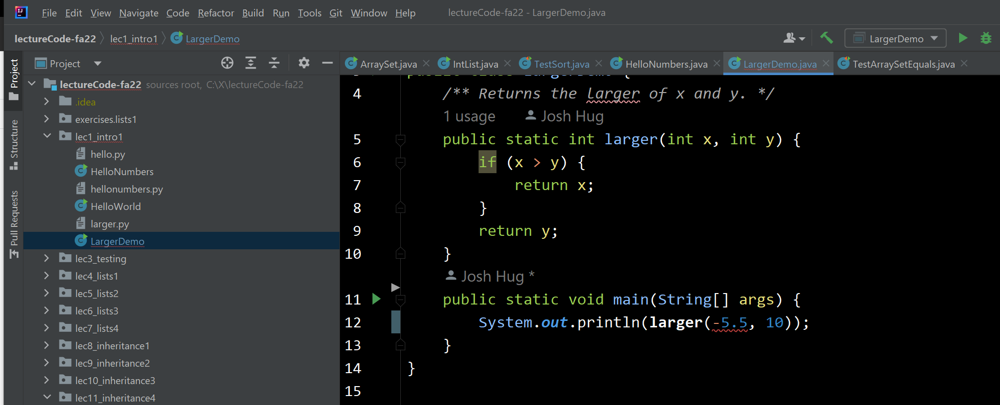 File Edit View Navigate Code Refactor Build Run Tools Git Window Help lectureCode-fa22 - LargerDemo.java
lectureCode-fa22 lec1_intro1 LargerDemo LargerDemo
Project
Structure
Pull Requests
Project
lectureCode-fa22 sources root, C:\X\lectureCode-fa22
.idea
exercises.lists1
lec1_intro1
hello.py
HelloNumbers
hellonumbers.py
HelloWorld
larger.py
LargerDemo
lec3_testing
lec4_lists1
lec5_lists2
lec6_lists3
lec7_lists4
lec8_inheritance1
lec9_inheritance2
lec10_inheritance3
lec11_inheritance4
ArraySet.java IntList.java TestSort.java HelloNumbers.java LargerDemo.java TestArraySetEquals.java
4 /** Returns the larger of x and y. */
1 usage Josh Hug
5 public static int larger(int x, int y) {
6 if (x > y) {
7 return x;
8 }
9 return y;
10 }
Josh Hug *
11 public static void main(String[] args) {
12 System.out.println(larger(-5.5, 10));
13 }
14 }
15